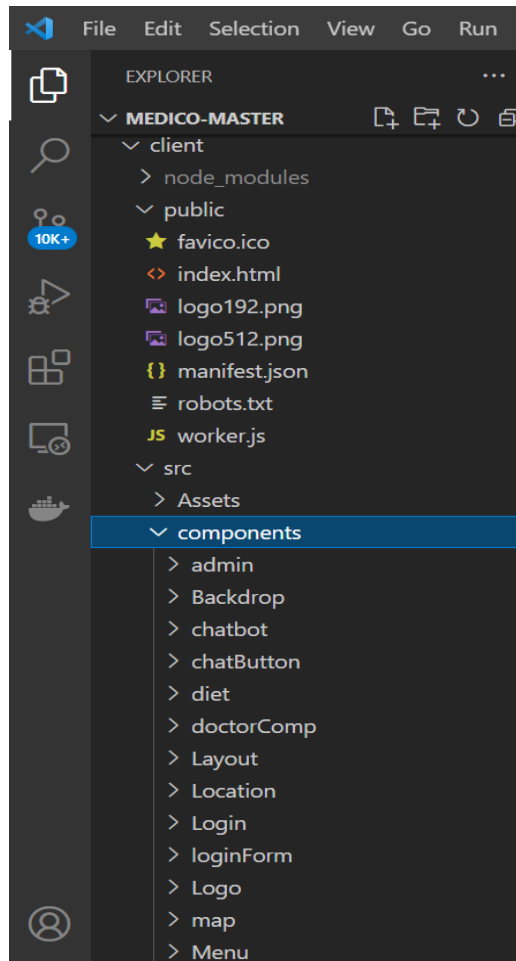 File Edit Selection View Go Run
EXPLORER
MEDICO-MASTER
client
node_modules
public
favico.ico
index.html
logo192.png
logo512.png
{} manifest.json
robots.txt
JS worker.js
src
Assets
10K+
components
admin
Backdrop
chatbot
chatButton
diet
doctorComp
Layout
Location
Login
loginForm
Logo
map
Menu